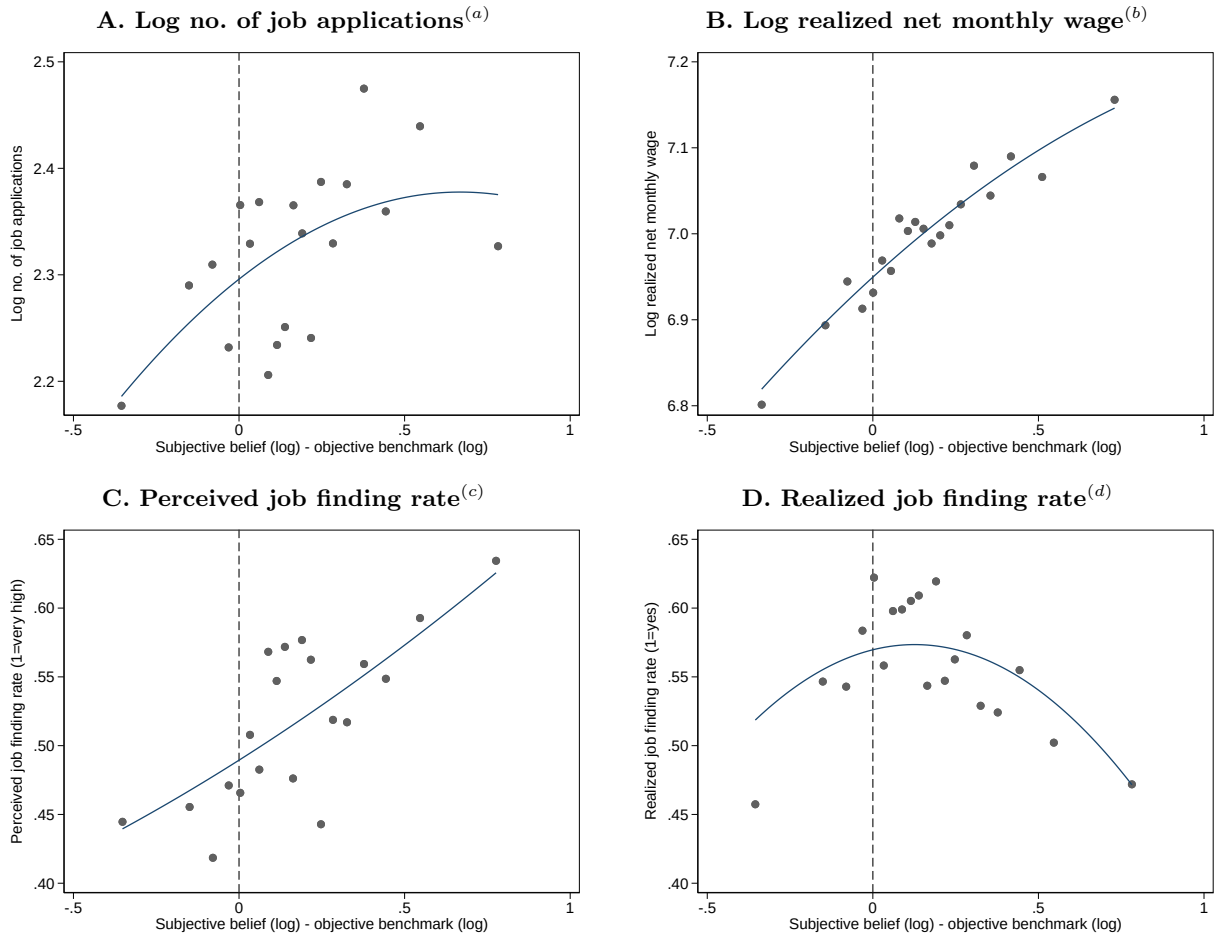 A. Log no. of job applications(a)
2.5
2.4
2.3
2.2
Log no. of job applications
-.5 0 .5 1
Subjective belief (log) - objective benchmark (log)
B. Log realized net monthly wage(b)
7.2
7.1
7.0
6.9
6.8
Log realized net monthly wage
-.5 0 .5 1
Subjective belief (log) - objective benchmark (log)
C. Perceived job finding rate(c)
.65
.60
.55
.50
.45
.40
Perceived job finding rate (1=very high)
-.5 0 .5 1
Subjective belief (log) - objective benchmark (log)
D. Realized job finding rate(d)
.65
.60
.55
.50
.45
.40
Realized job finding rate (1=yes)
-.5 0 .5 1
Subjective belief (log) - objective benchmark (log)